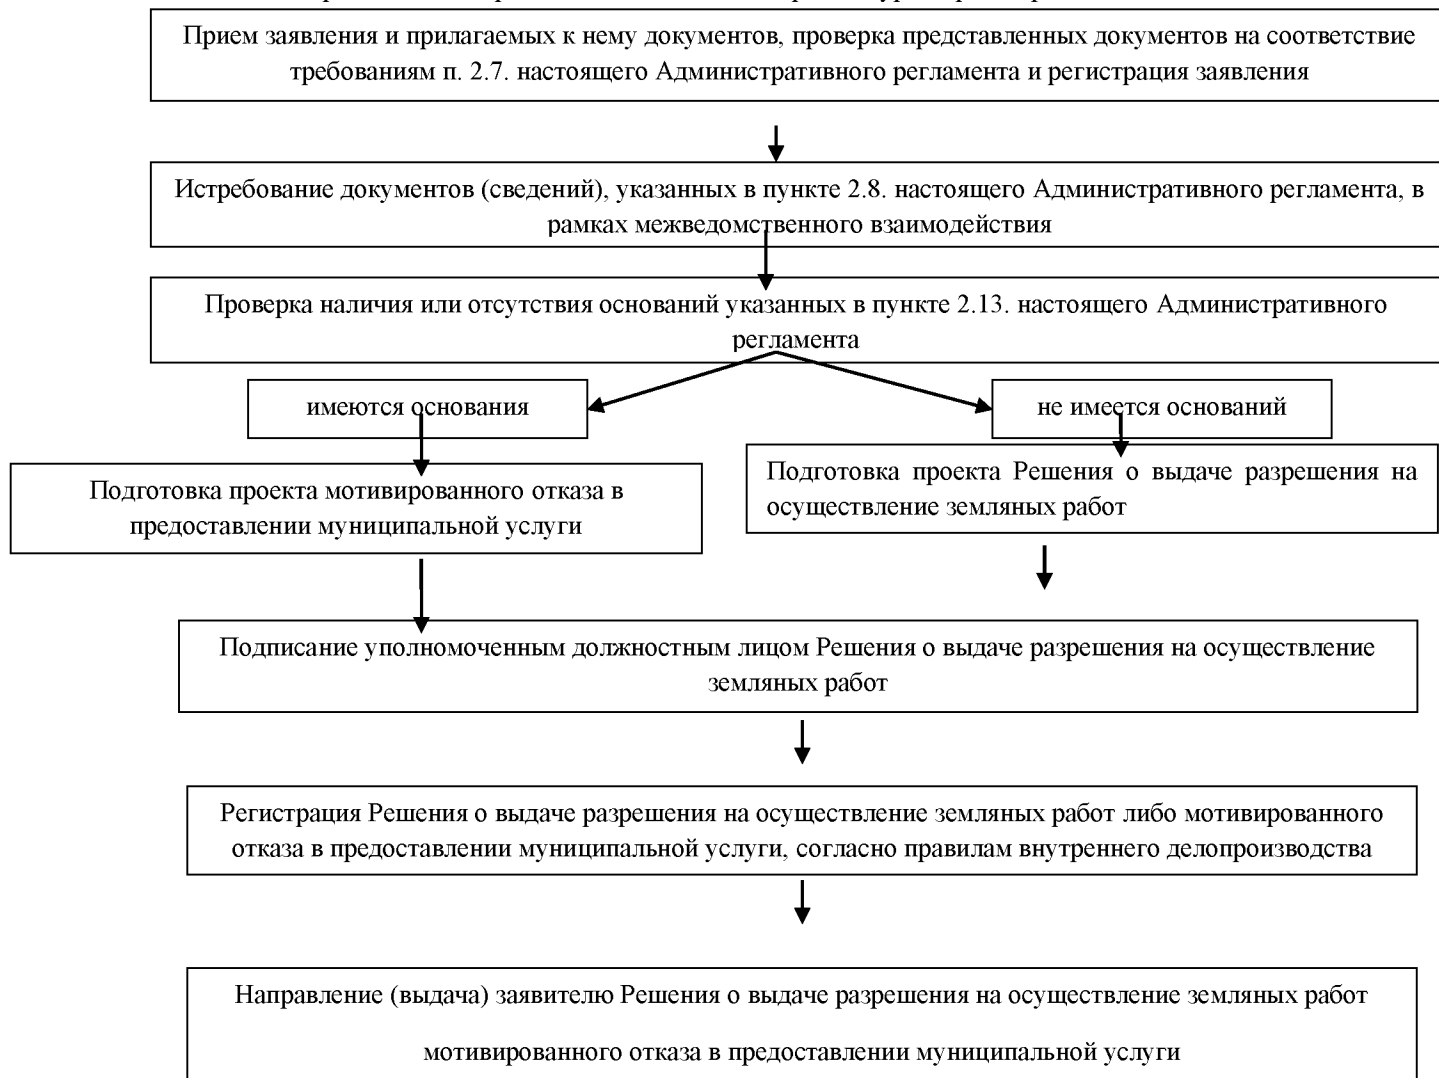 Прием заявления и прилагаемых к нему документов, проверка представленных документов на соответствие
требованиям п. 2.7. настоящего Административного регламента и регистрация заявления
Истребование документов (сведений), указанных в пункте 2.8. настоящего Административного регламента, в
рамках межведомственного взаимодействия
Проверка наличия или отсутствия оснований указанных в пункте 2.13. настоящего Административного
регламента
имеются основания
не имеется оснований
Подготовка проекта мотивированного отказа в
предоставлении муниципальной услуги
Подготовка проекта Решения о выдаче разрешения на
осуществление земляных работ
Подписание уполномоченным должностным лицом Решения о выдаче разрешения на осуществление
земляных работ
Регистрация Решения о выдаче разрешения на осуществление земляных работ либо мотивированного
отказа в предоставлении муниципальной услуги, согласно правилам внутреннего делопроизводства
Направление (выдача) заявителю Решения о выдаче разрешения на осуществление земляных работ
мотивированного отказа в предоставлении муниципальной услуги